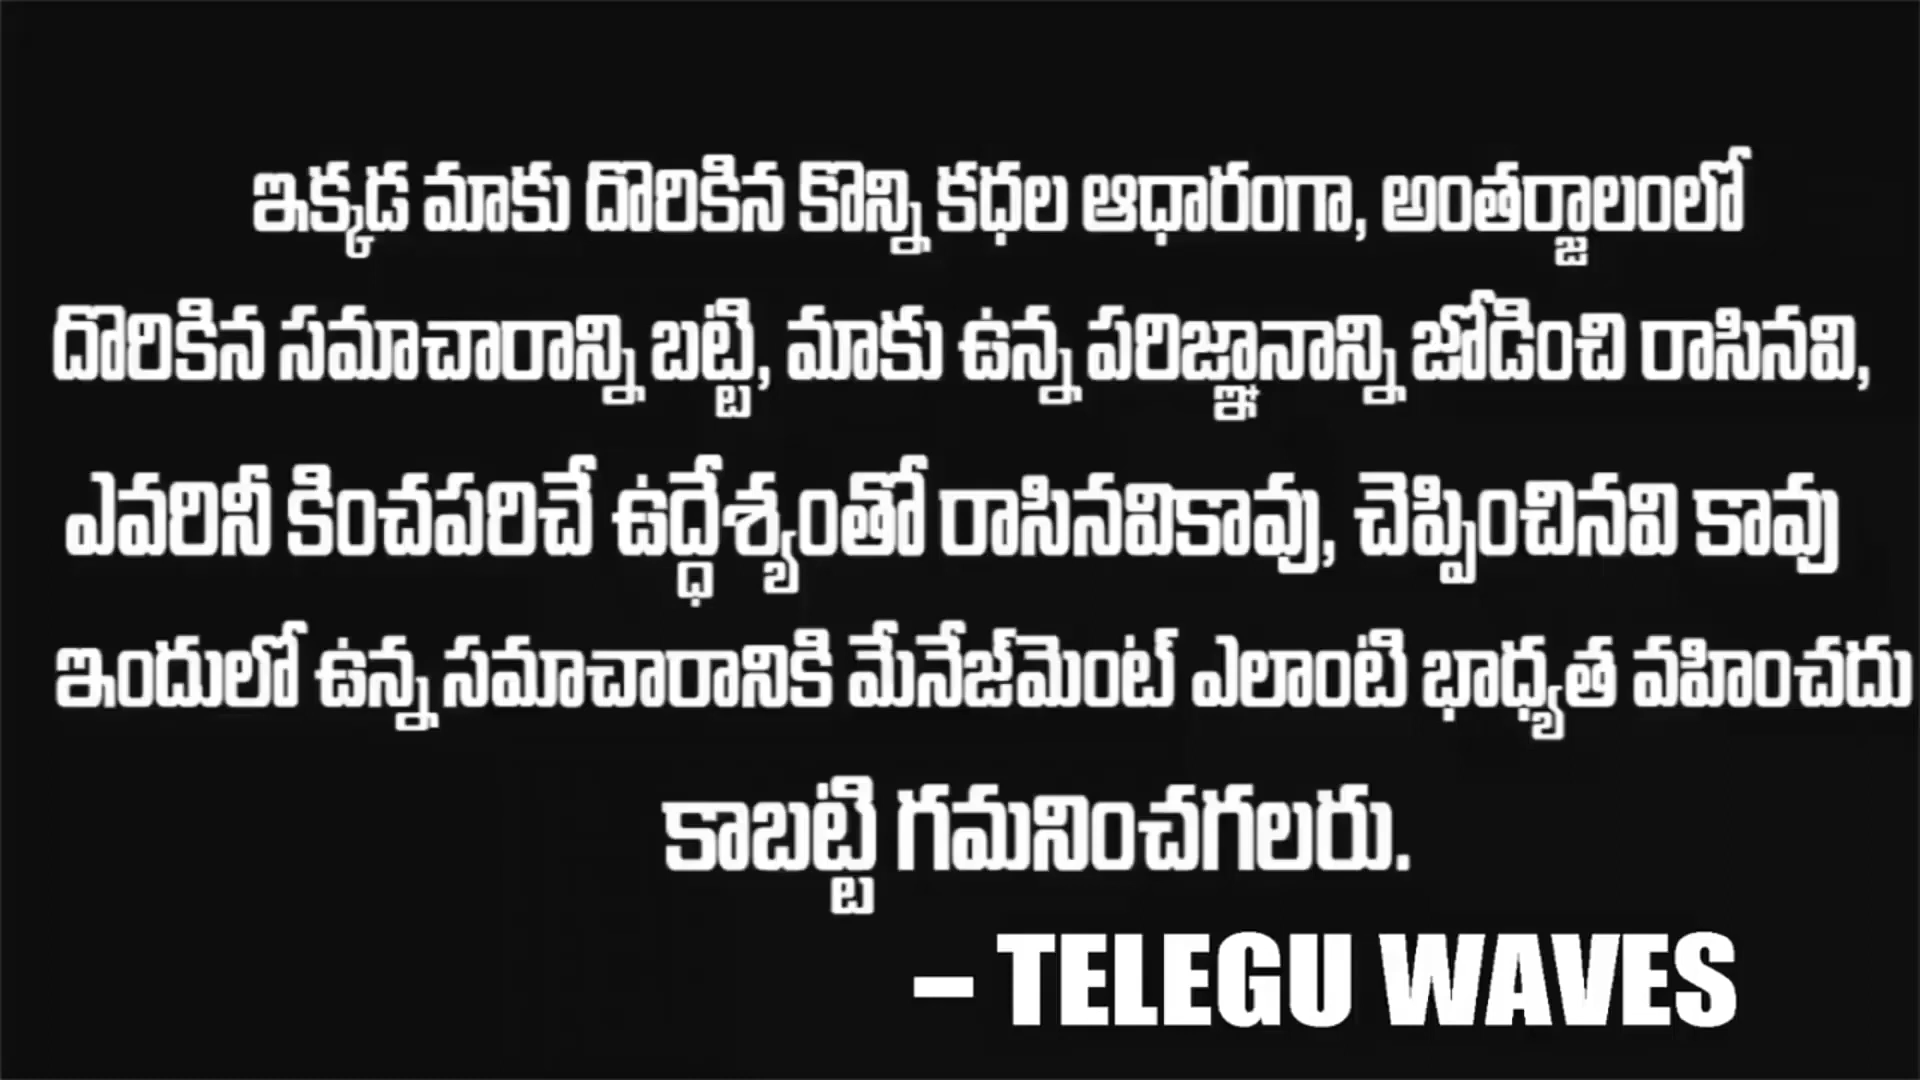 ఇక్కడ మాకు దొరికిన కొన్ని కధల ఆధారంగా, అంతర్జాలంలో
దొరికిన సమాచారాన్ని బట్టి, మాకు ఉన్న పరిజ్ఞానాన్ని జోడించి రాసినవి,
ఎవరినీ కించపరిచే ఉద్ధేశ్యంతో రాసినవికావు, చెప్పించినవి కావు
ఇందులో ఉన్న సమాచారానికి మేనేజ్‌మెంట్ ఎలాంటి భాధ్యత వహించదు
కాబట్టి గమనించగలరు.
– TELEGU WAVES